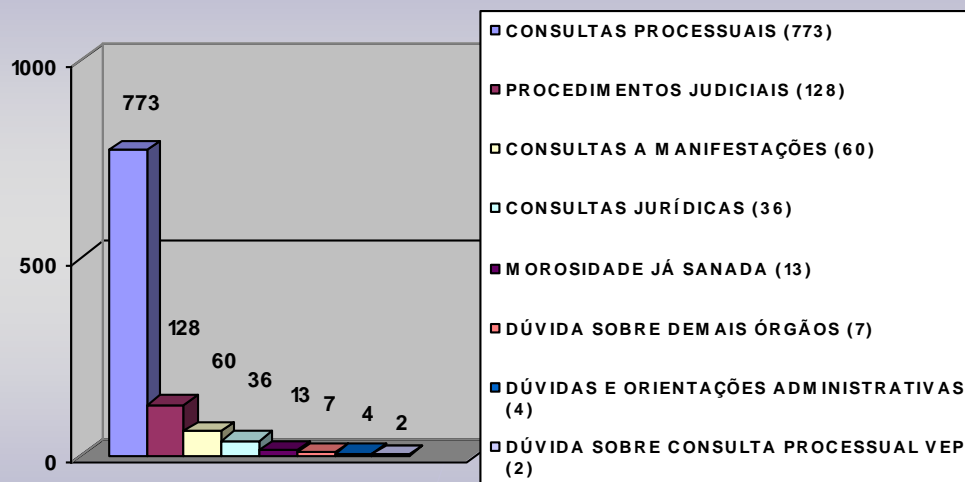 1000
500
0
773
128
60
36
13
7
4
2
CONSULTAS PROCESSUAIS (773)
PROCEDIMENTOS JUDICIAIS (128)
CONSULTAS A MANIFESTAÇÕES (60)
CONSULTAS JURÍDICAS (36)
MOROSIDADE JÁ SANADA (13)
DÚVIDA SOBRE DEMAIS ÓRGÃOS (7)
DÚVIDAS E ORIENTAÇÕES ADMINISTRATIVAS
(4)
DÚVIDA SOBRE CONSULTA PROCESSUAL VEP
(2)